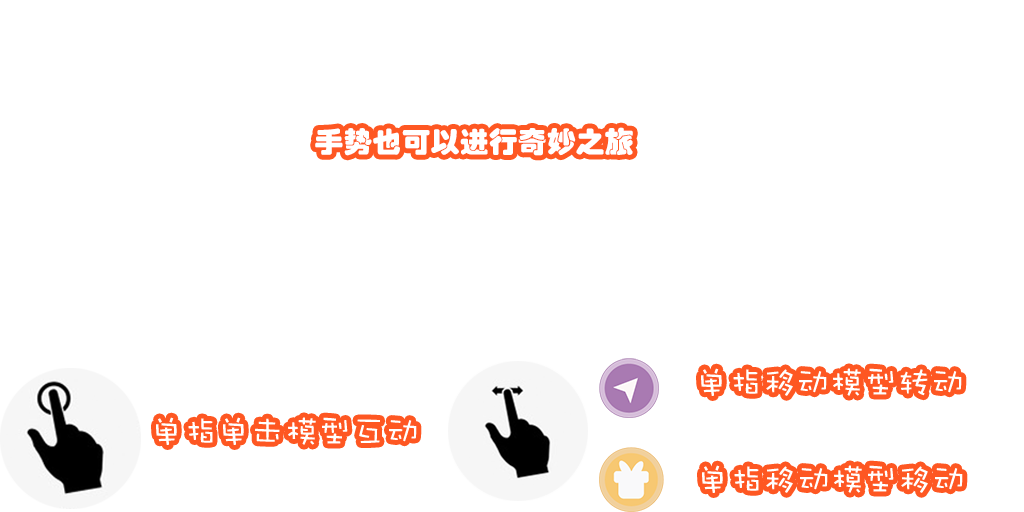 手势也可以进行奇妙之旅
单指移动模型转动
单指单击模型互动
单指移动模型移动